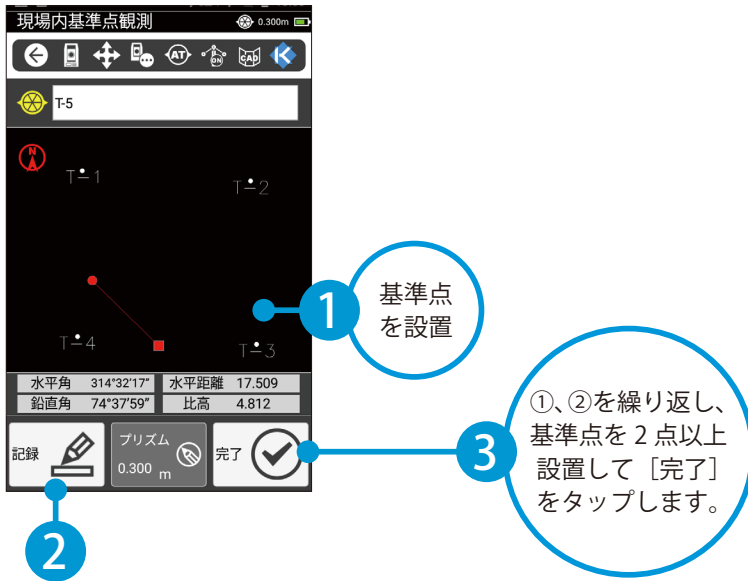 現場内基準点観測 0.300m
AT ON CAD
T-5
N
T-1
T-2
T-4
T-3
水平角 314°32'17" 水平距離 17.509
鉛直角 74°37'59" 比高 4.812
記録
プリズム
0.300 m
完了
1
基準点
を設置
2
3
①、②を繰り返し、
基準点を 2 点以上
設置して［完了］
をタップします。